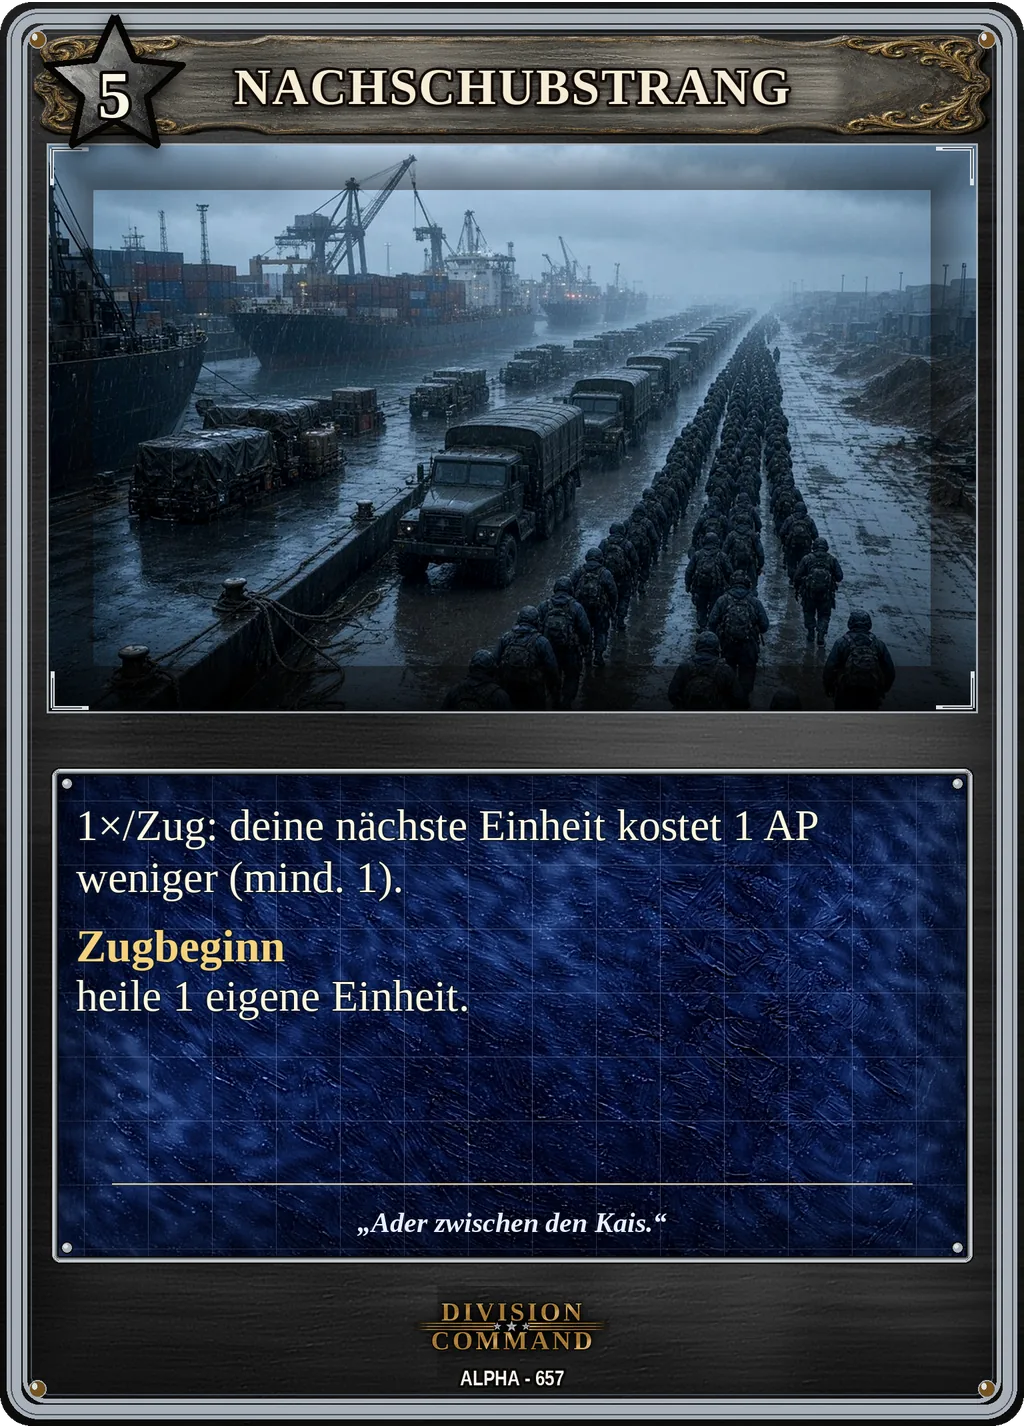 5
NACHSCHUBSTRANG
1×/Zug: deine nächste Einheit kostet 1 AP
weniger (mind. 1).
Zugbeginn
heile 1 eigene Einheit.
„Ader zwischen den Kais.“
DIVISION
COMMAND
ALPHA - 657